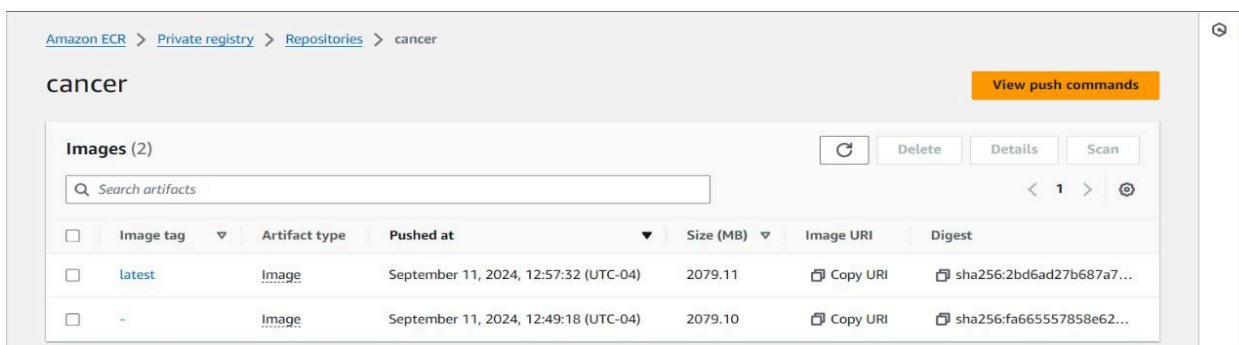 Amazon ECR > Private registry > Repositories > cancer
cancer View push commands
Images (2) Delete Details Scan
Search artifacts < 1 >
Image tag Artifact type Pushed at Size (MB) Image URI Digest
latest Image September 11, 2024, 12:57:32 (UTC-04) 2079.11 Copy URI sha256:2bd6ad27b687a7...
- Image September 11, 2024, 12:49:18 (UTC-04) 2079.10 Copy URI sha256:fa665557858e62...